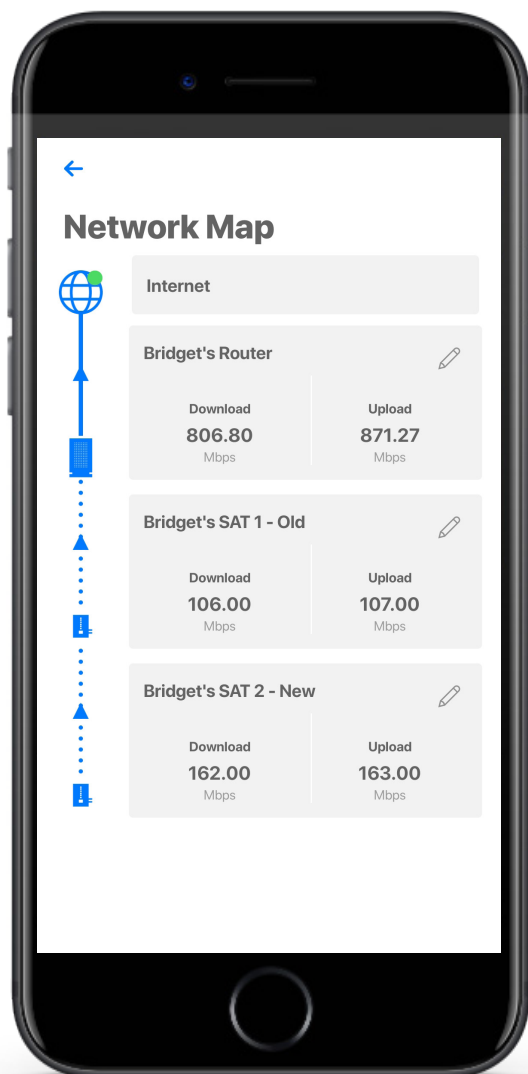 Network Map
Internet
Bridget's Router
Download Upload
806.80 871.27
Mbps Mbps
Bridget's SAT 1 - Old
Download Upload
106.00 107.00
Mbps Mbps
Bridget's SAT 2 - New
Download Upload
162.00 163.00
Mbps Mbps